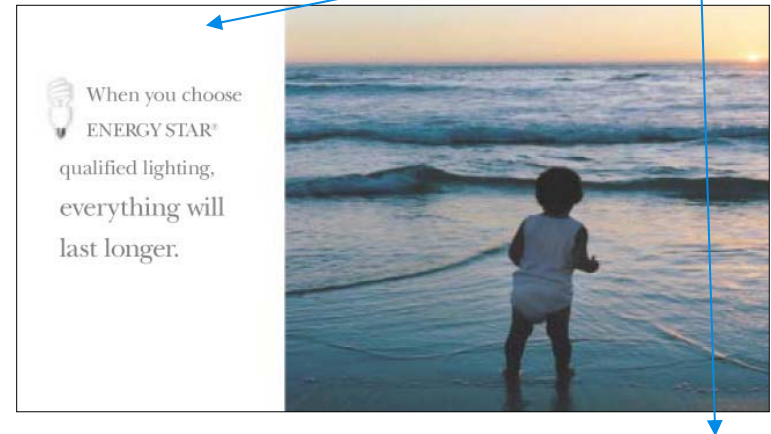 When you choose
ENERGY STAR®
qualified lighting,
everything will
last longer.